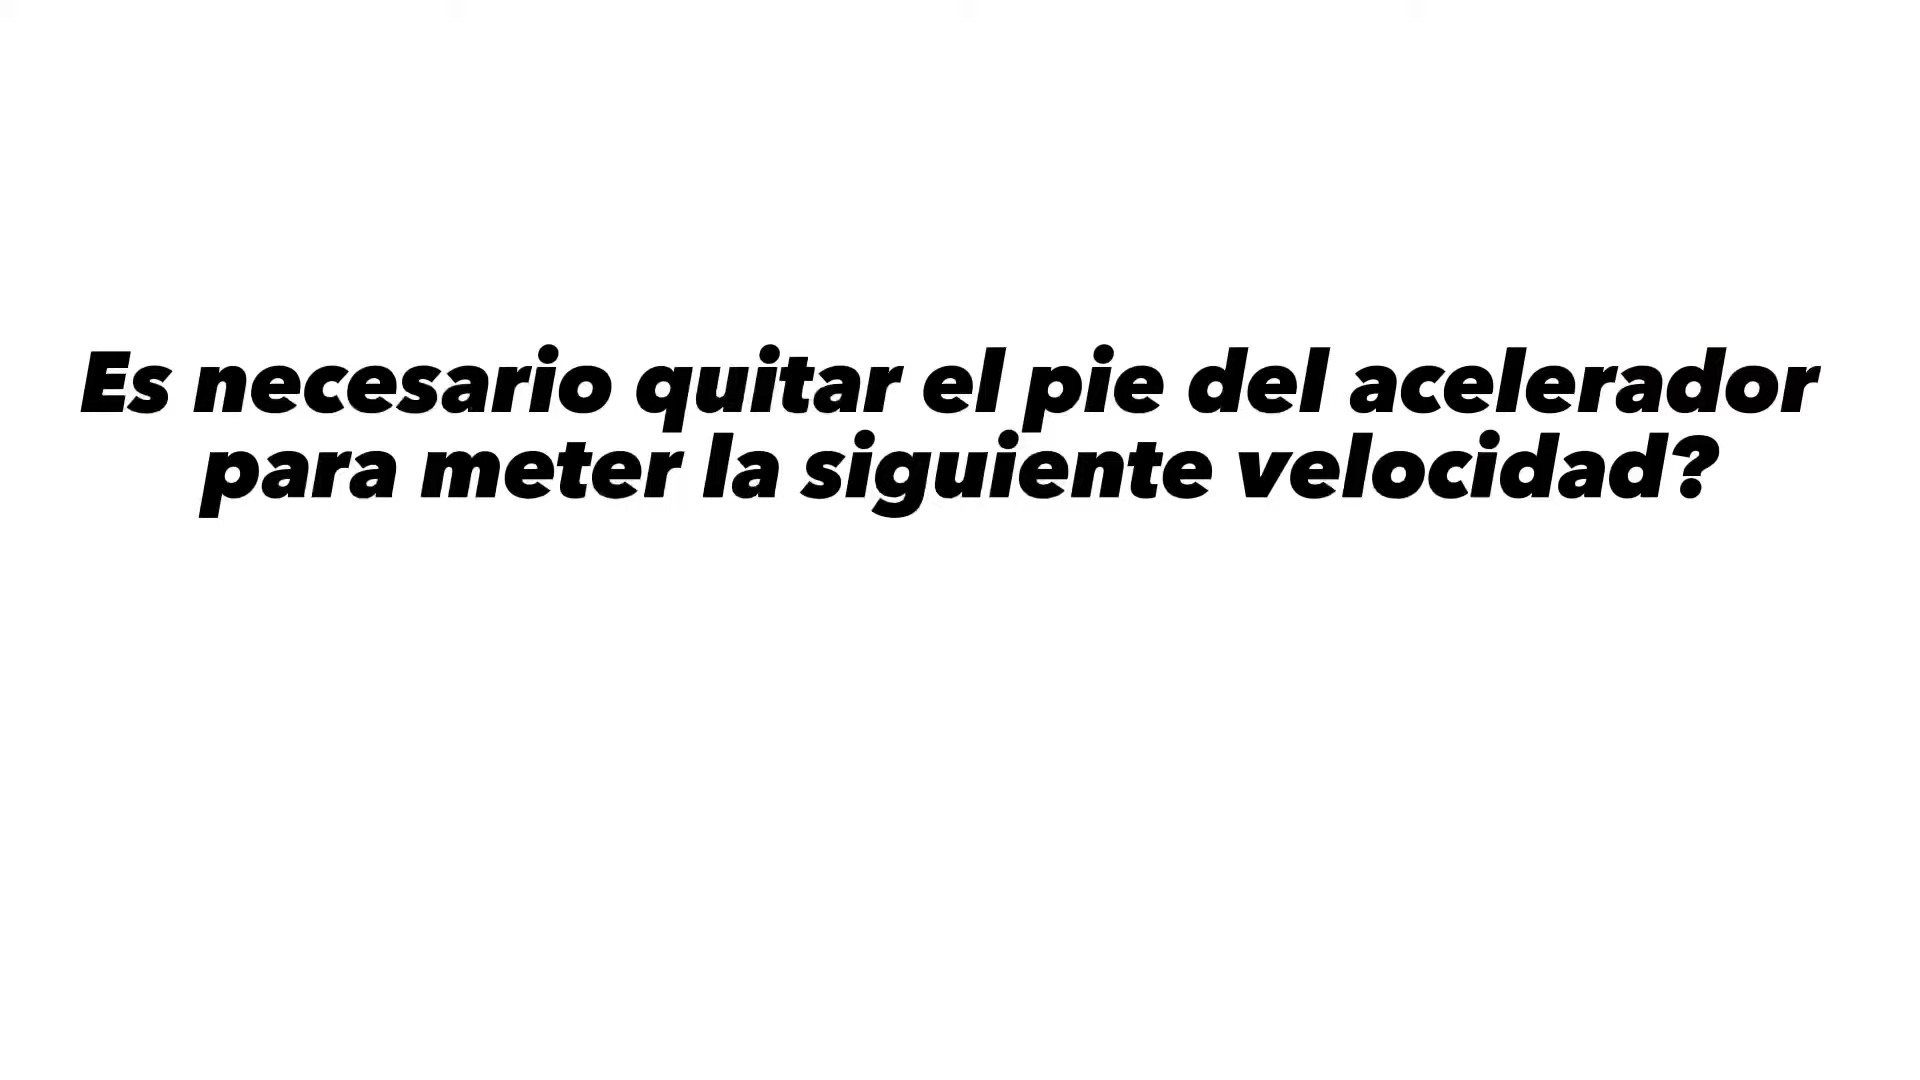 Es necesario quitar el pie del acelerador
para meter la siguiente velocidad?